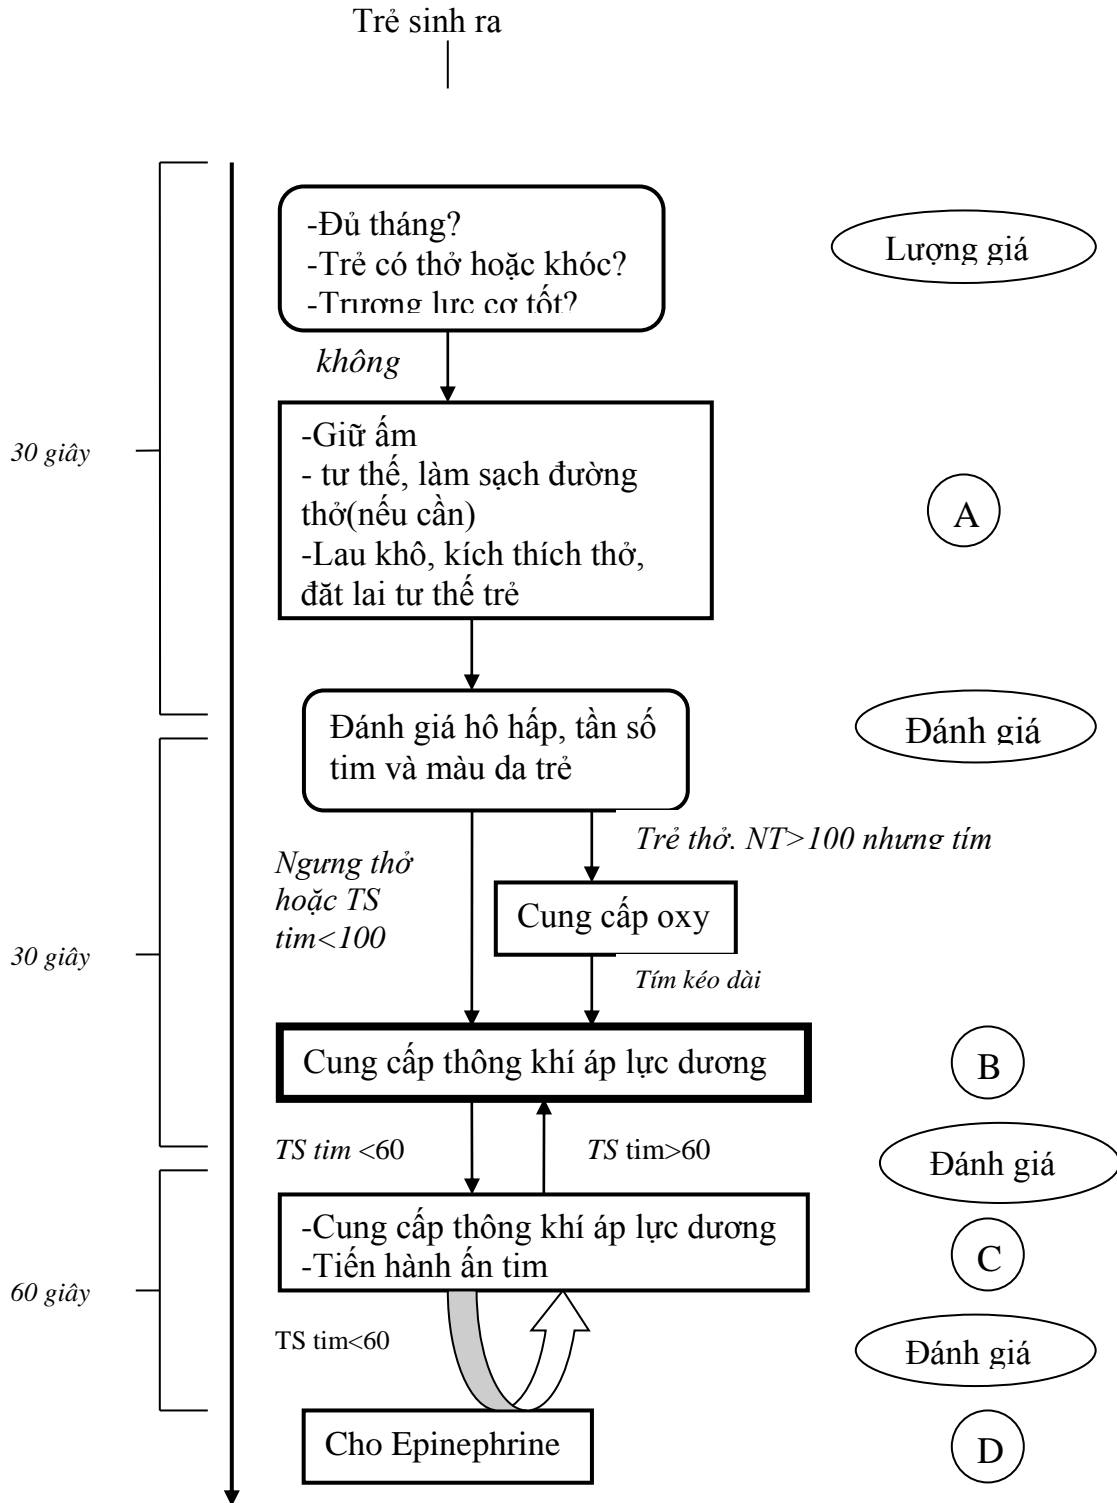 Trẻ sinh ra
-Đủ tháng?
-Trẻ có thở hoặc khóc?
-Trương lực cơ tốt?
Lượng giá
không
30 giây
-Giữ ấm
- tư thế, làm sạch đường
thở(nếu cần)
-Lau khô, kích thích thở,
đặt lại tư thế trẻ
A
Đánh giá hô hấp, tần số
tim và màu da trẻ
Đánh giá
Trẻ thở. NT>100 nhưng tím
Ngưng thở
hoặc TS
tim<100
Cung cấp oxy
30 giây
Tím kéo dài
Cung cấp thông khí áp lực dương
B
TS tim <60
TS tim>60
Đánh giá
-Cung cấp thông khí áp lực dương
-Tiến hành ấn tim
C
60 giây
TS tim<60
Đánh giá
Cho Epinephrine
D